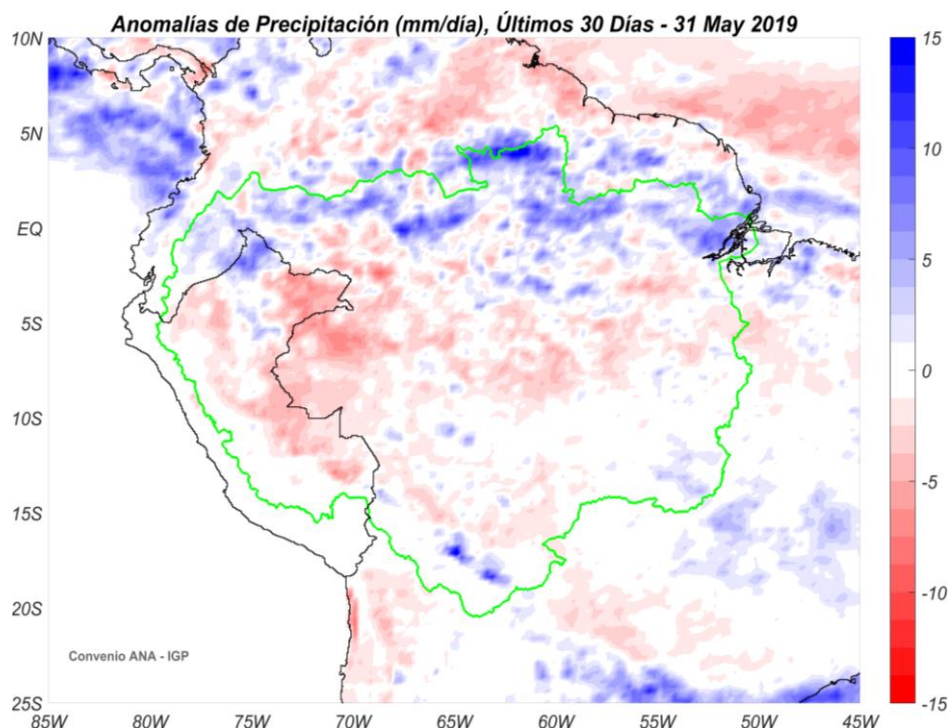 Anomalías de Precipitación (mm/día), Últimos 30 Días - 31 May 2019
10N
5N
EQ
5S
10S
15S
20S
25S
85W 80W 75W 70W 65W 60W 55W 50W 45W
15
10
5
0
-5
-10
-15
Convenio ANA - IGP